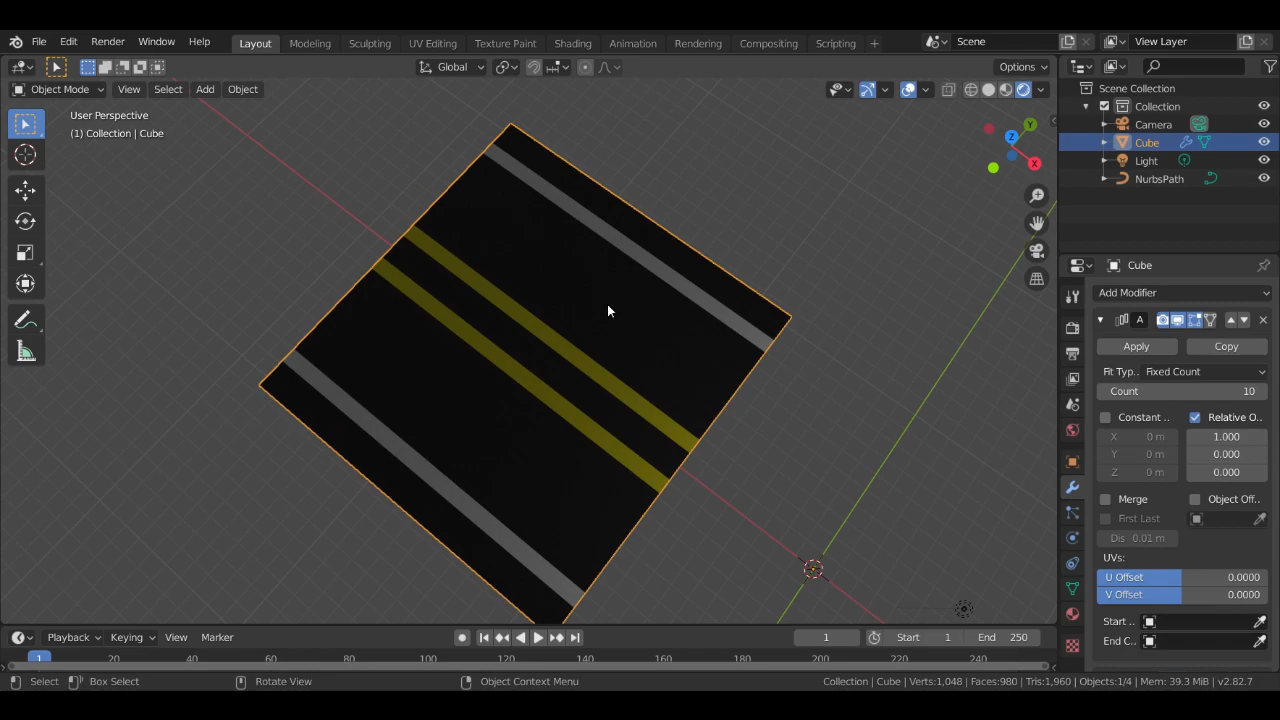 File Edit Render Window Help Layout Modeling Sculpting UV Editing Texture Paint Shading Animation Rendering Compositing Scripting + Scene View Layer
Global Options
Object Mode View Select Add Object
User Perspective
(1) Collection | Cube
Y
Z
X
Scene Collection
Collection
Camera
Cube
Light
NurbsPath
Cube
Add Modifier
A
Apply Copy
Fit Typ.. Fixed Count
Count 10
Constant .. Relative O..
X 0 m 1.000
Y 0 m 0.000
Z 0 m 0.000
Merge Object Off..
First Last
Dis 0.01 m
UVs:
U Offset 0.0000
V Offset 0.0000
Start ..
End C..
Playback Keying View Marker 1 Start 1 End 250
1 20 40 60 80 100 120 140 160 180 200 220 240
Select Box Select Rotate View Object Context Menu Collection | Cube | Verts:1,048 | Faces:980 | Tris:1,960 | Objects:1/4 | Mem: 39.3 MiB | v2.82.7